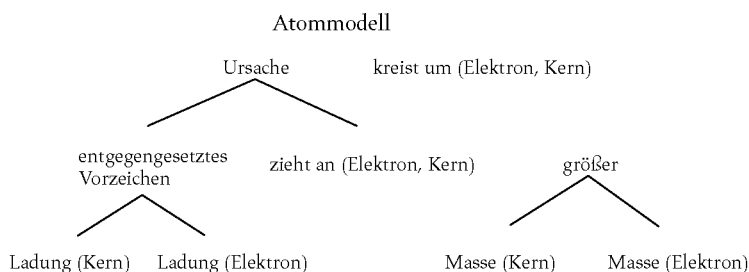 Atommodell
Ursache kreist um (Elektron, Kern)
entgegengesetztes
Vorzeichen
zieht an (Elektron, Kern)
größer
Ladung (Kern) Ladung (Elektron) Masse (Kern) Masse (Elektron)